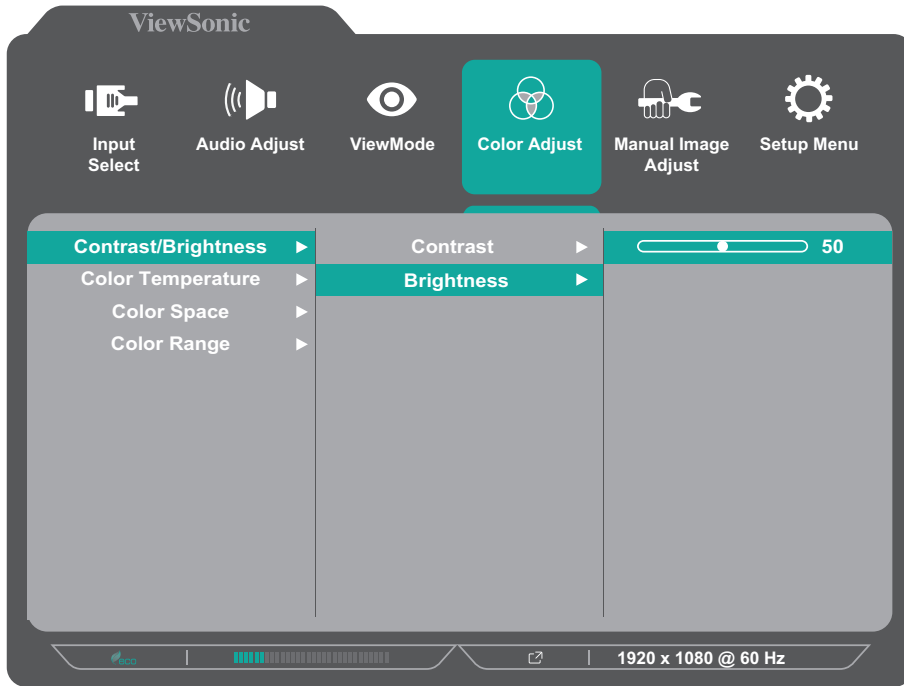 ViewSonic
Input Select
Audio Adjust
ViewMode
Color Adjust
Manual Image Adjust
Setup Menu
Contrast/Brightness
Contrast
50
Color Temperature
Brightness
Color Space
Color Range
eco
1920 x 1080 @ 60 Hz